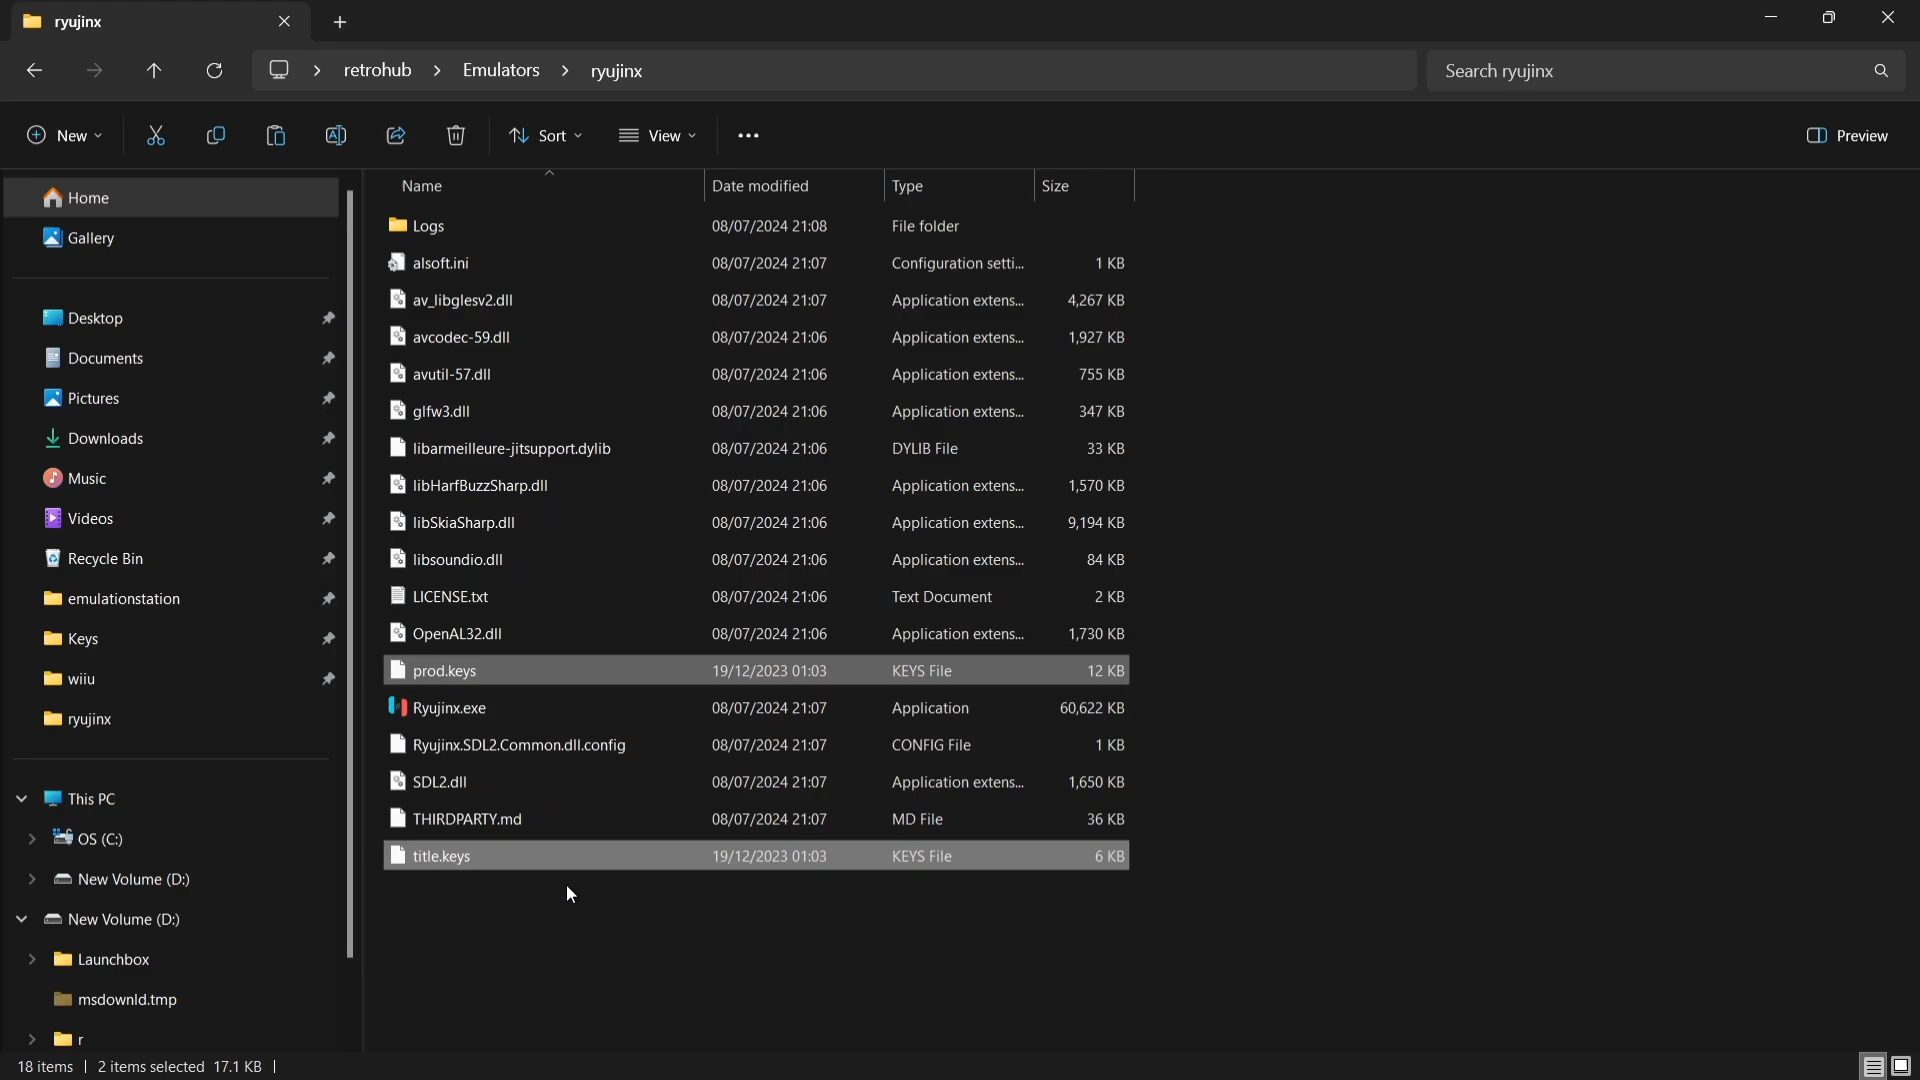 ryujinx
retrohub > Emulators > ryujinx
Search ryujinx
New
Sort
View
Preview
Home
Gallery
Desktop
Documents
Pictures
Downloads
Music
Videos
Recycle Bin
emulationstation
Keys
wiiu
ryujinx
This PC
OS (C:)
New Volume (D:)
New Volume (D:)
Launchbox
msdownld.tmp
r
Name Date modified Type Size
Logs 08/07/2024 21:08 File folder
alsoft.ini 08/07/2024 21:07 Configuration setti... 1 KB
av_libglesv2.dll 08/07/2024 21:07 Application extens... 4,267 KB
avcodec-59.dll 08/07/2024 21:06 Application extens... 1,927 KB
avutil-57.dll 08/07/2024 21:06 Application extens... 755 KB
glfw3.dll 08/07/2024 21:06 Application extens... 347 KB
libarmeilleure-jitsupport.dylib 08/07/2024 21:06 DYLIB File 33 KB
libHarfBuzzSharp.dll 08/07/2024 21:06 Application extens... 1,570 KB
libSkiaSharp.dll 08/07/2024 21:06 Application extens... 9,194 KB
libsoundio.dll 08/07/2024 21:06 Application extens... 84 KB
LICENSE.txt 08/07/2024 21:06 Text Document 2 KB
OpenAL32.dll 08/07/2024 21:06 Application extens... 1,730 KB
prod.keys 19/12/2023 01:03 KEYS File 12 KB
Ryujinx.exe 08/07/2024 21:07 Application 60,622 KB
Ryujinx.SDL2.Common.dll.config 08/07/2024 21:07 CONFIG File 1 KB
SDL2.dll 08/07/2024 21:07 Application extens... 1,650 KB
THIRDPARTY.md 08/07/2024 21:07 MD File 36 KB
title.keys 19/12/2023 01:03 KEYS File 6 KB
18 items | 2 items selected 17.1 KB |